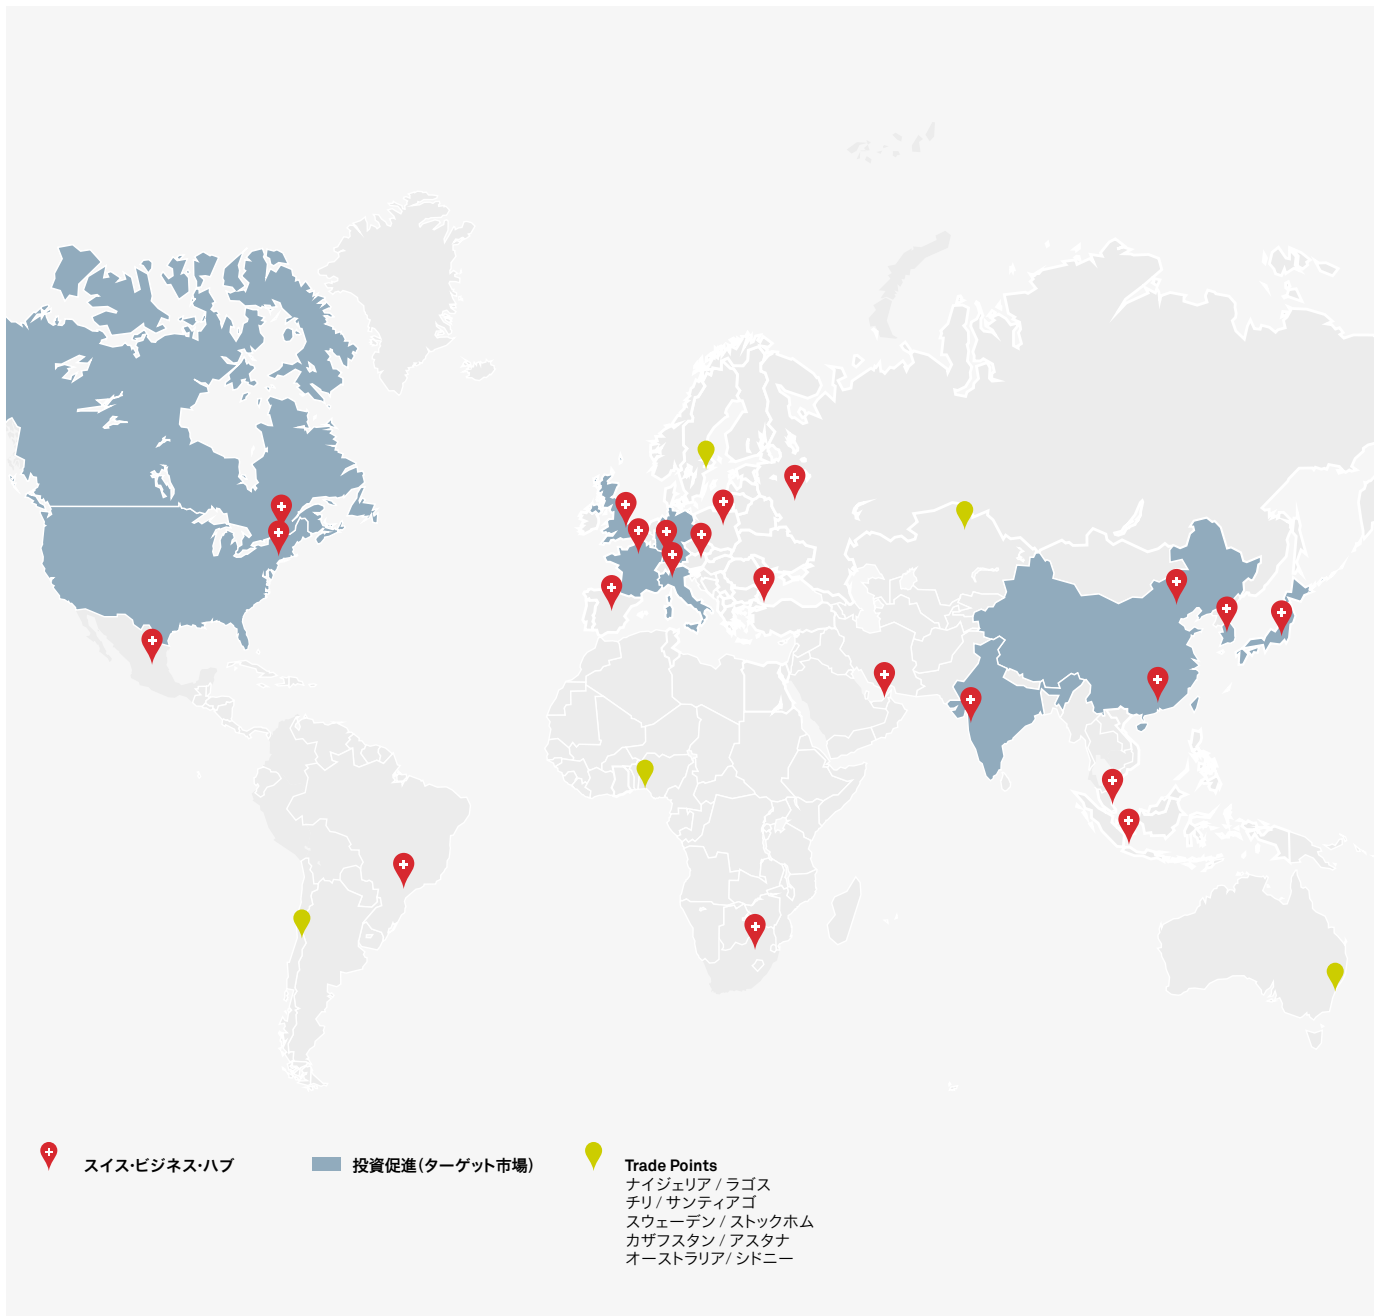 スイス・ビジネス・ハブ
投資促進（ターゲット市場）
Trade Points
ナイジェリア / ラゴス
チリ / サンティアゴ
スウェーデン / ストックホム
カザフスタン / アスタナ
オーストラリア/ シドニー